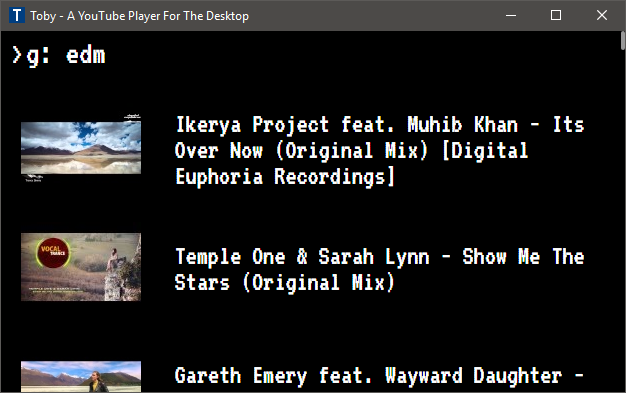 T Toby - A YouTube Player For The Desktop
>g: edm
Ikerya Project feat. Muhib Khan - Its
Over Now (Original Mix) [Digital
Euphoria Recordings]
VOCAL
TRANCE
Temple One & Sarah Lynn - Show Me The
Stars (Original Mix)
Gareth Emery feat. Wayward Daughter -